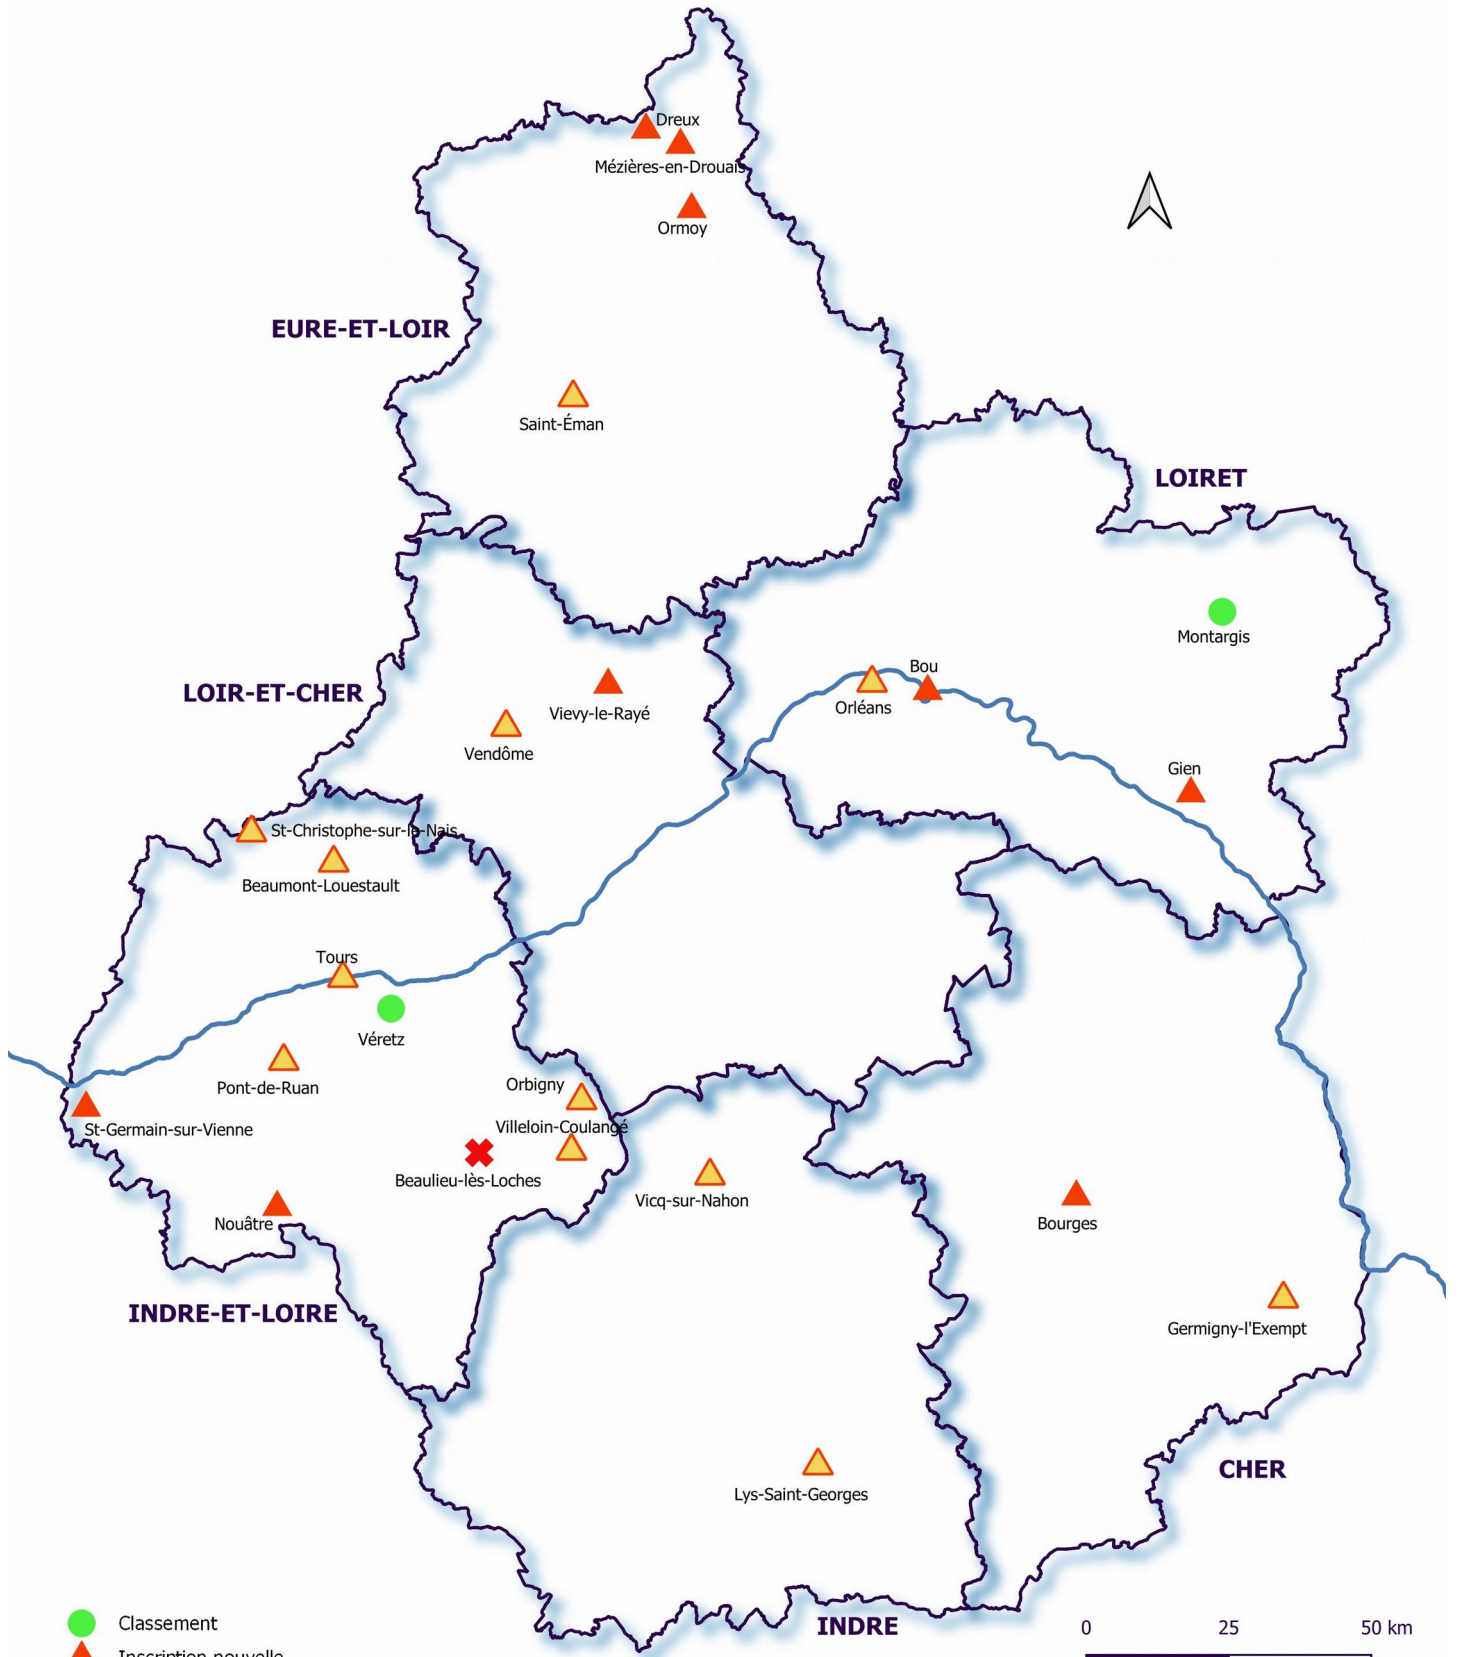 Dreux
Mézières-en-Drouais
Ormoy
EURE-ET-LOIR
Saint-Éman
LOIRET
Montargis
Bou
Orléans
LOIR-ET-CHER
Vievy-le-Rayé
Vendôme
Gien
St-Christophe-sur-le-Nais
Beaumont-Louestault
Tours
Véretz
Pont-de-Ruan
Orbigny
Villeloin-Coulangé
St-Germain-sur-Vienne
Beaulieu-lès-Loches
Vicq-sur-Nahon
Nouâtre
Bourges
INDRE-ET-LOIRE
Germigny-l'Exempt
CHER
Lys-Saint-Georges
Classement
INDRE
0 25 50 km
Inscription nouvelle